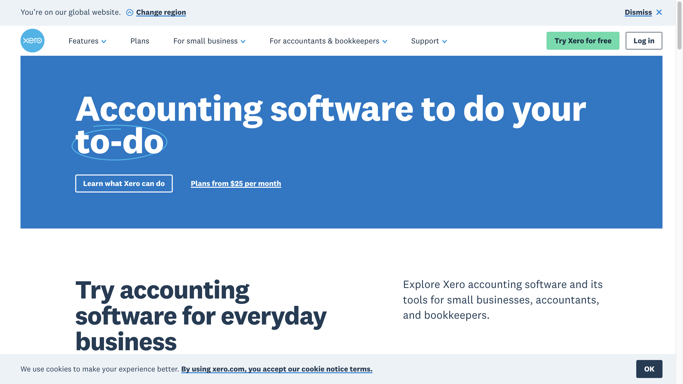 You're on our global website. Change region Dismiss
xero Features Plans For small business For accountants & bookkeepers Support Try Xero for free Log in
Accounting software to do your
to-do
Learn what Xero can do Plans from $25 per month
Try accounting
software for everyday
business
Explore Xero accounting software and its
tools for small businesses, accountants,
and bookkeepers.
We use cookies to make your experience better. By using xero.com, you accept our cookie notice terms. OK